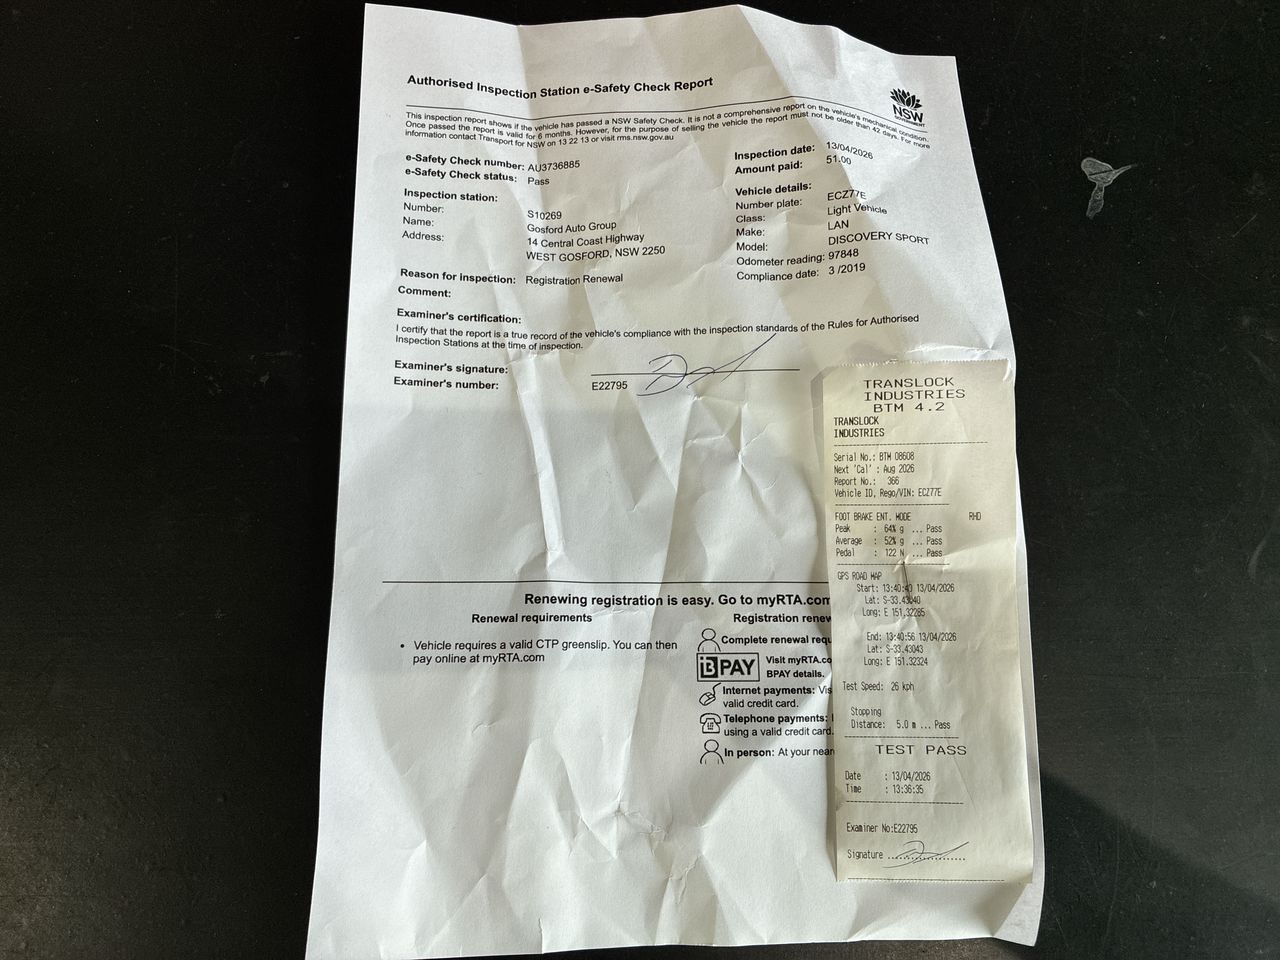 Authorised Inspection Station e-Safety Check Report
NSW
GOVERNMENT
This inspection report shows if the vehicle has passed a NSW Safety Check. It is not a comprehensive report on the vehicle's mechanical condition.
Once passed the report is valid for 6 months. However, for the purpose of selling the vehicle the report must not be older than 42 days. For more
information contact Transport for NSW on 13 22 13 or visit rms.nsw.gov.au
e-Safety Check number: AU3736885
e-Safety Check status: Pass
Inspection station:
Number: S10269
Name: Gosford Auto Group
Address: 14 Central Coast Highway
WEST GOSFORD, NSW 2250
Reason for inspection: Registration Renewal
Comment:
Inspection date: 13/04/2026
Amount paid: 51.00
Vehicle details:
Number plate: ECZ77E
Class: Light Vehicle
Make: LAN
Model: DISCOVERY SPORT
Odometer reading: 97848
Compliance date: 3 /2019
Examiner's certification:
I certify that the report is a true record of the vehicle's compliance with the inspection standards of the Rules for Authorised
Inspection Stations at the time of inspection.
Examiner's signature:
Examiner's number: E22795
Renewing registration is easy. Go to myRTA.com
Renewal requirements
• Vehicle requires a valid CTP greenslip. You can then
pay online at myRTA.com
Registration renew
Complete renewal requ
BPAY
Visit myRTA.co
BPAY details.
Internet payments: Vis
valid credit card.
Telephone payments:
using a valid credit card.
In person: At your near
TRANSLOCK
INDUSTRIES
BTM 4.2
TRANSLOCK
INDUSTRIES
Serial No.: BTM 08608
Next 'Cal' : Aug 2026
Report No.: 366
Vehicle ID, Rego/VIN: ECZ77E
FOOT BRAKE ENT. MODE RHD
Peak : 64% g ... Pass
Average : 52% g ... Pass
Pedal : 122 N ... Pass
GPS ROAD MAP
Start: 13:40:40 13/04/2026
Lat: S-33.43040
Long: E 151.32265
End: 13:40:56 13/04/2026
Lat: S-33.43043
Long: E 151.32324
Test Speed: 26 kph
Stopping
Distance: 5.0 m ... Pass
TEST PASS
Date : 13/04/2026
Time : 13:36:35
Examiner No:E22795
Signature